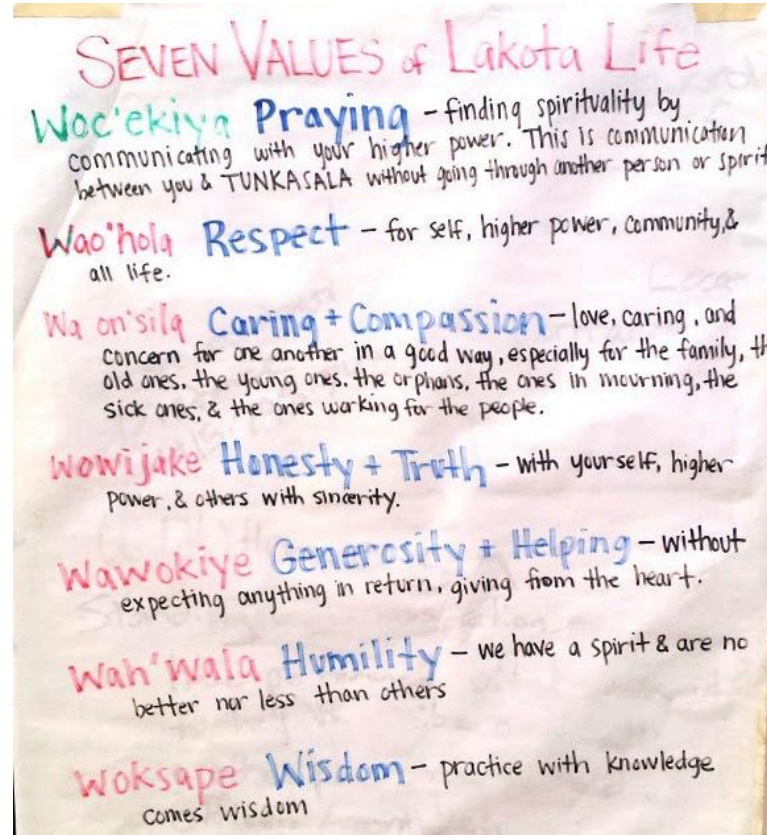 SEVEN VALUES of Lakota Life
Woc'ekiya Praying – finding spirituality by
communicating with your higher power. This is communication
between you & TUNKASALA without going through another person or spirit
Wao'hola Respect – for self, higher power, community, &
all life.
Wa on'sila Caring + Compassion – love, caring, and
concern for one another in a good way, especially for the family, th
old ones, the young ones, the orphans, the ones in mourning, the
sick ones, & the ones working for the people.
Wowijake Honesty + Truth – with yourself, higher
power, & others with sincerity.
Wawokiye Generosity + Helping – without
expecting anything in return, giving from the heart.
Wah'wala Humility – we have a spirit & are no
better nor less than others
Woksape Wisdom – practice with knowledge
comes wisdom